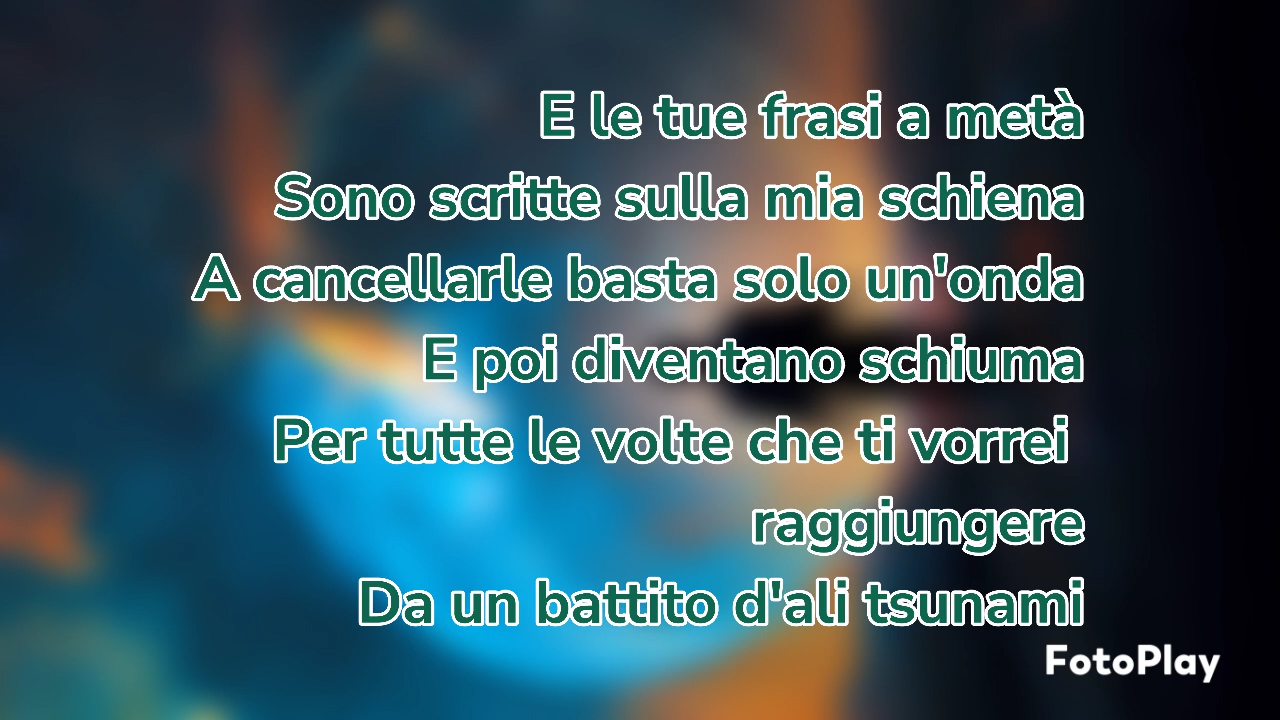 E le tue frasi a metà
Sono scritte sulla mia schiena
A cancellarle basta solo un'onda
E poi diventano schiuma
Per tutte le volte che ti vorrei
raggiungere
Da un battito d'ali tsunami
FotoPlay